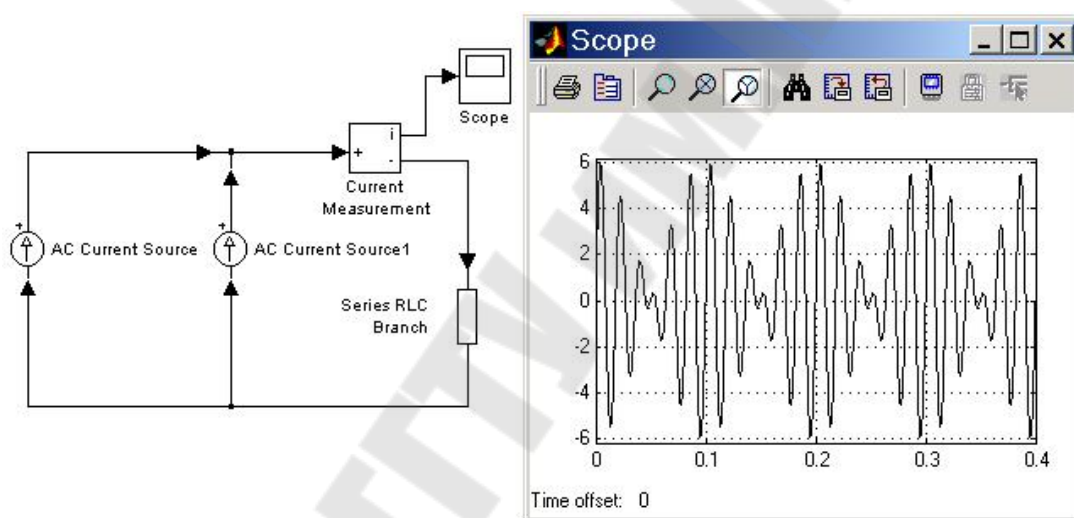 Scope
i
+
-
Current
Measurement
+
AC Current Source
+
AC Current Source1
Series RLC
Branch
Scope
6
4
2
0
-2
-4
-6
0
0.1
0.2
0.3
0.4
Time offset: 0